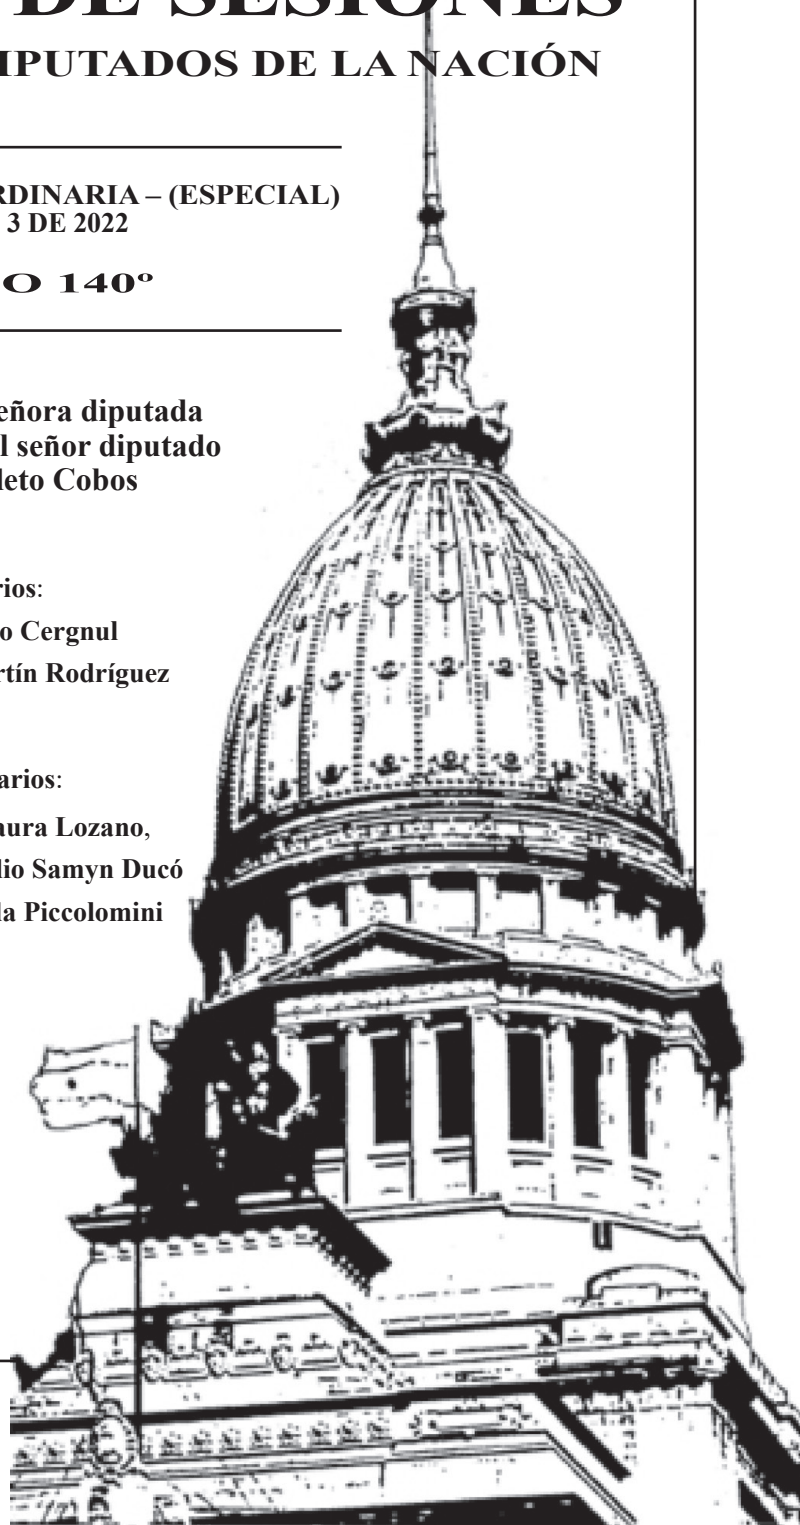 DE SESIONES
IPUTADOS DE LA NACIÓN
RDINARIA – (ESPECIAL)
3 DE 2022
O 140º
eñora diputada
l señor diputado
leto Cobos
rios:
o Cergnul
rtín Rodríguez
arios:
aura Lozano,
lio Samyn Ducó
la Piccolomini